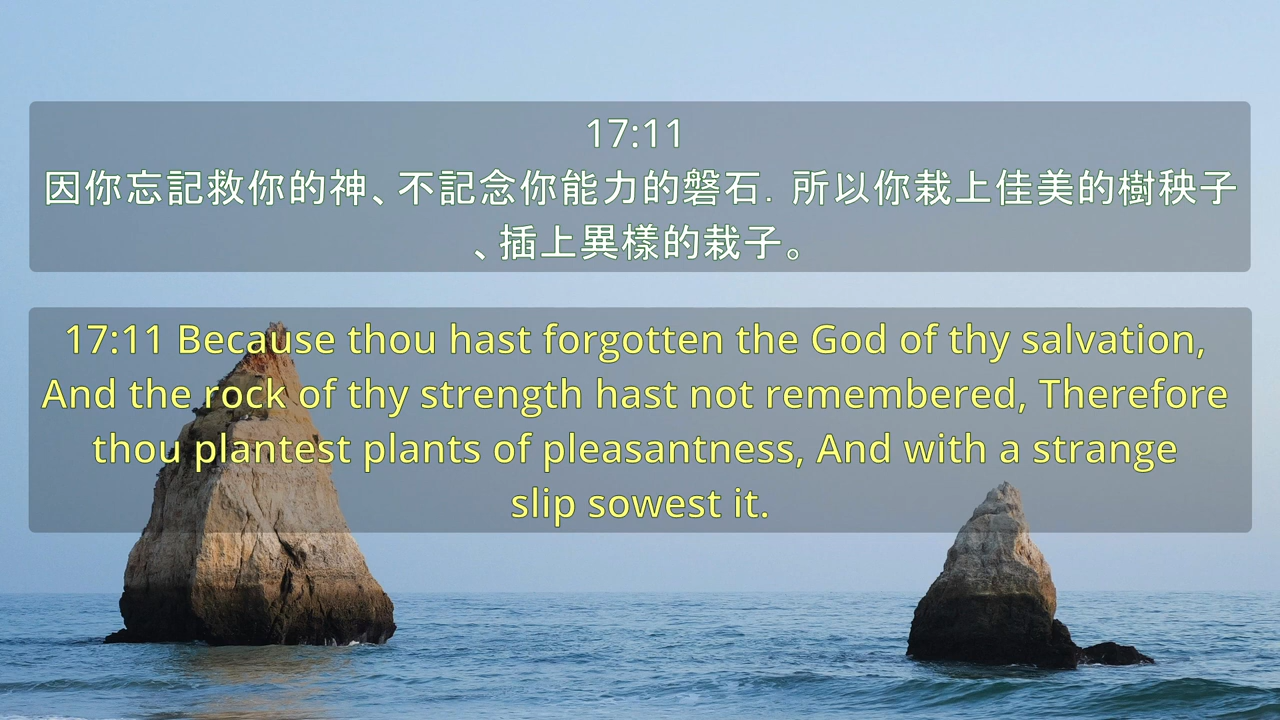 17:11
因你忘記救你的神、不記念你能力的磐石．所以你栽上佳美的樹秧子
、插上異樣的栽子。
17:11 Because thou hast forgotten the God of thy salvation,
And the rock of thy strength hast not remembered, Therefore
thou plantest plants of pleasantness, And with a strange
slip sowest it.